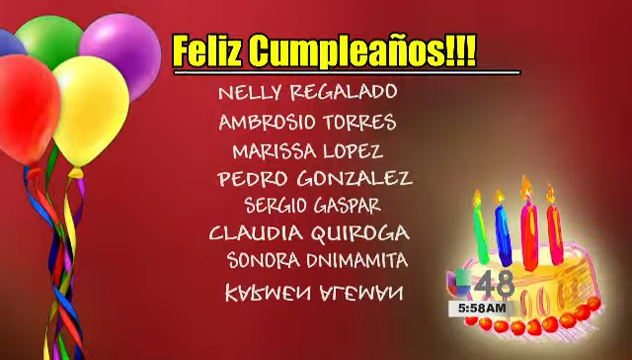 Feliz Cumpleaños!!!
NELLY REGALADO
AMBROSIO TORRES
MARISSA LOPEZ
PEDRO GONZALEZ
SERGIO GASPAR
CLAUDIA QUIROGA
SONORA DNIMAMITA
KARMEN ALEMAN
48
5:58AM